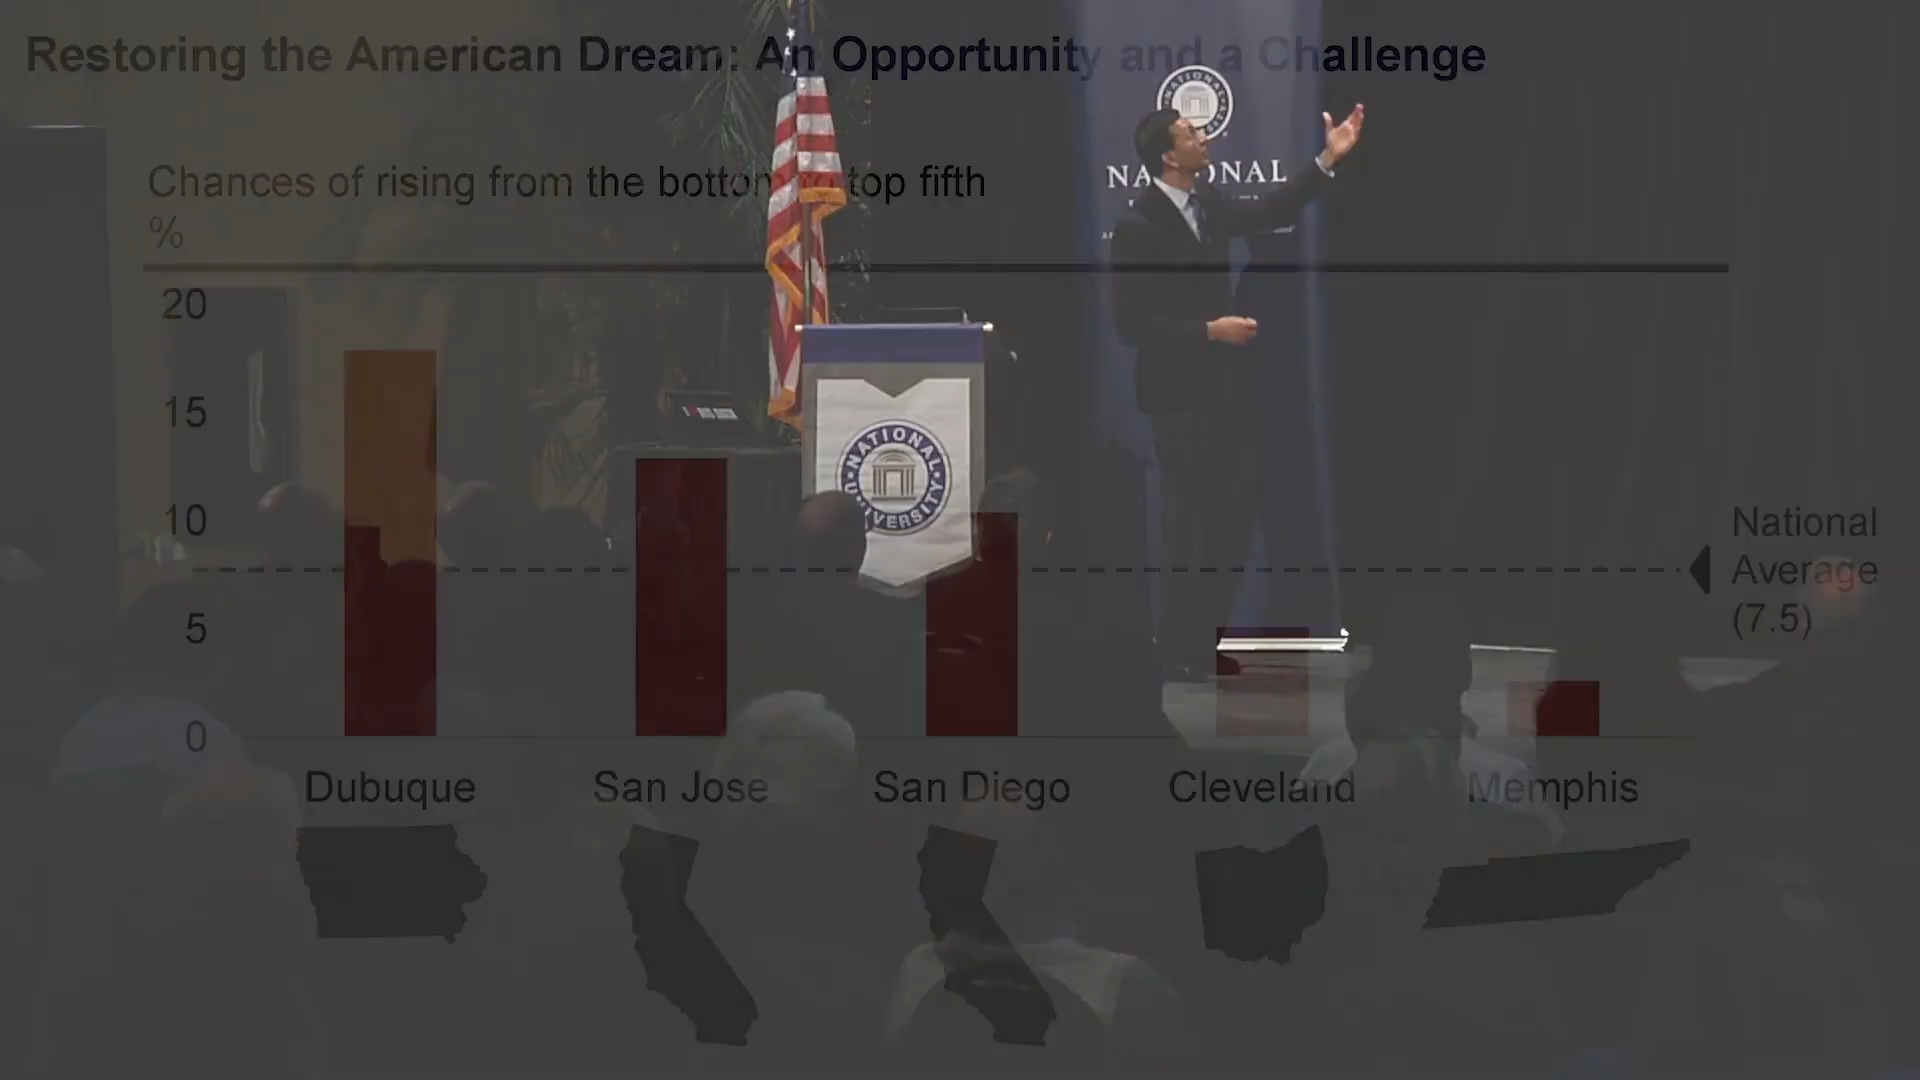 Restoring the American Dream: An Opportunity and a Challenge
Chances of rising from the bottom top fifth
%
20
15
10
5
0
National
Average
(7.5)
Dubuque
San Jose
San Diego
Cleveland
Memphis
NATIONAL
NATIONAL
UNIVERSITY